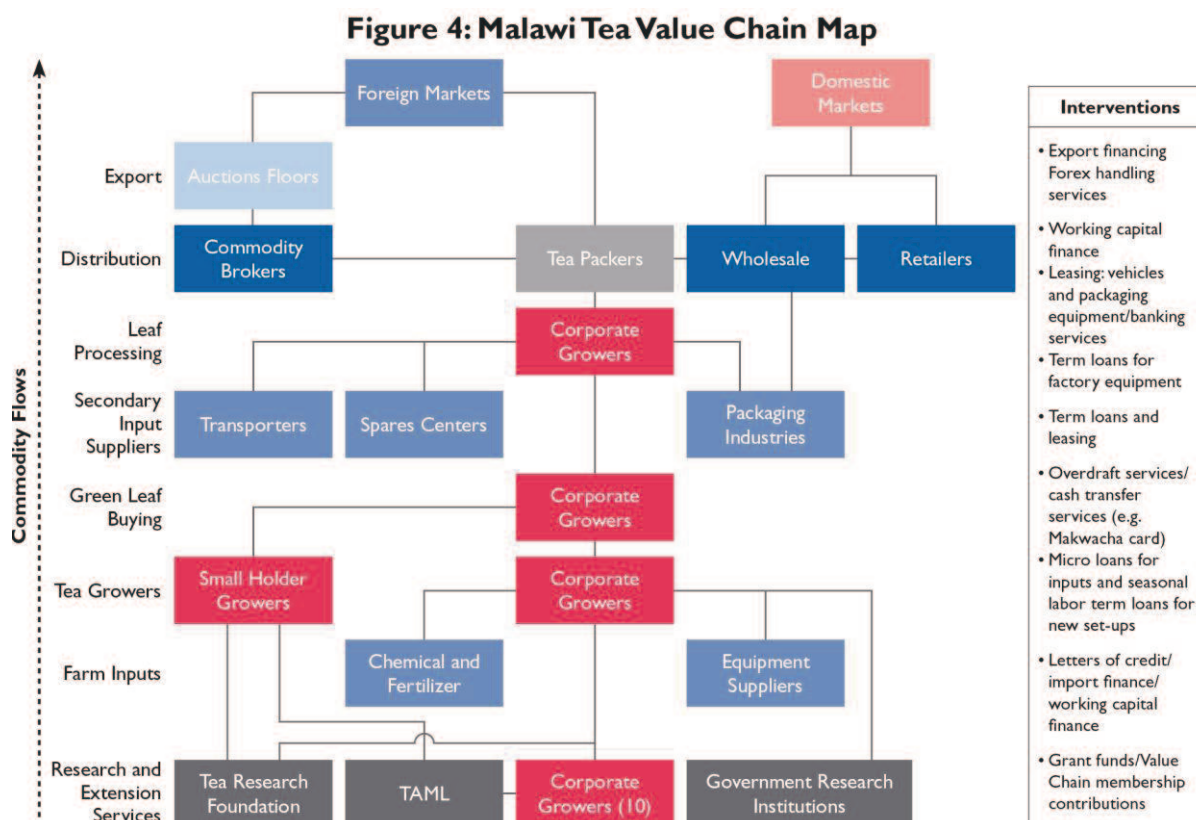 Figure 4: Malawi Tea Value Chain Map
Foreign Markets
Domestic
Markets
Export
Auctions Floors
Distribution
Commodity
Brokers
Tea Packers
Wholesale
Retailers
Leaf
Processing
Corporate
Growers
Secondary
Input
Suppliers
Transporters
Spares Centers
Packaging
Industries
Green Leaf
Buying
Corporate
Growers
Tea Growers
Small Holder
Growers
Corporate
Growers
Farm Inputs
Chemical and
Fertilizer
Equipment
Suppliers
Research and
Extension
Services
Tea Research
Foundation
TAML
Corporate
Growers (10)
Government Research
Institutions
Commodity Flows
Interventions
• Export financing
Forex handling
services
• Working capital
finance
• Leasing: vehicles
and packaging
equipment/banking
services
• Term loans for
factory equipment
• Term loans and
leasing
• Overdraft services/
cash transfer
services (e.g.
Makwacha card)
• Micro loans for
inputs and seasonal
labor term loans for
new set-ups
• Letters of credit/
import finance/
working capital
finance
• Grant funds/Value
Chain membership
contributions